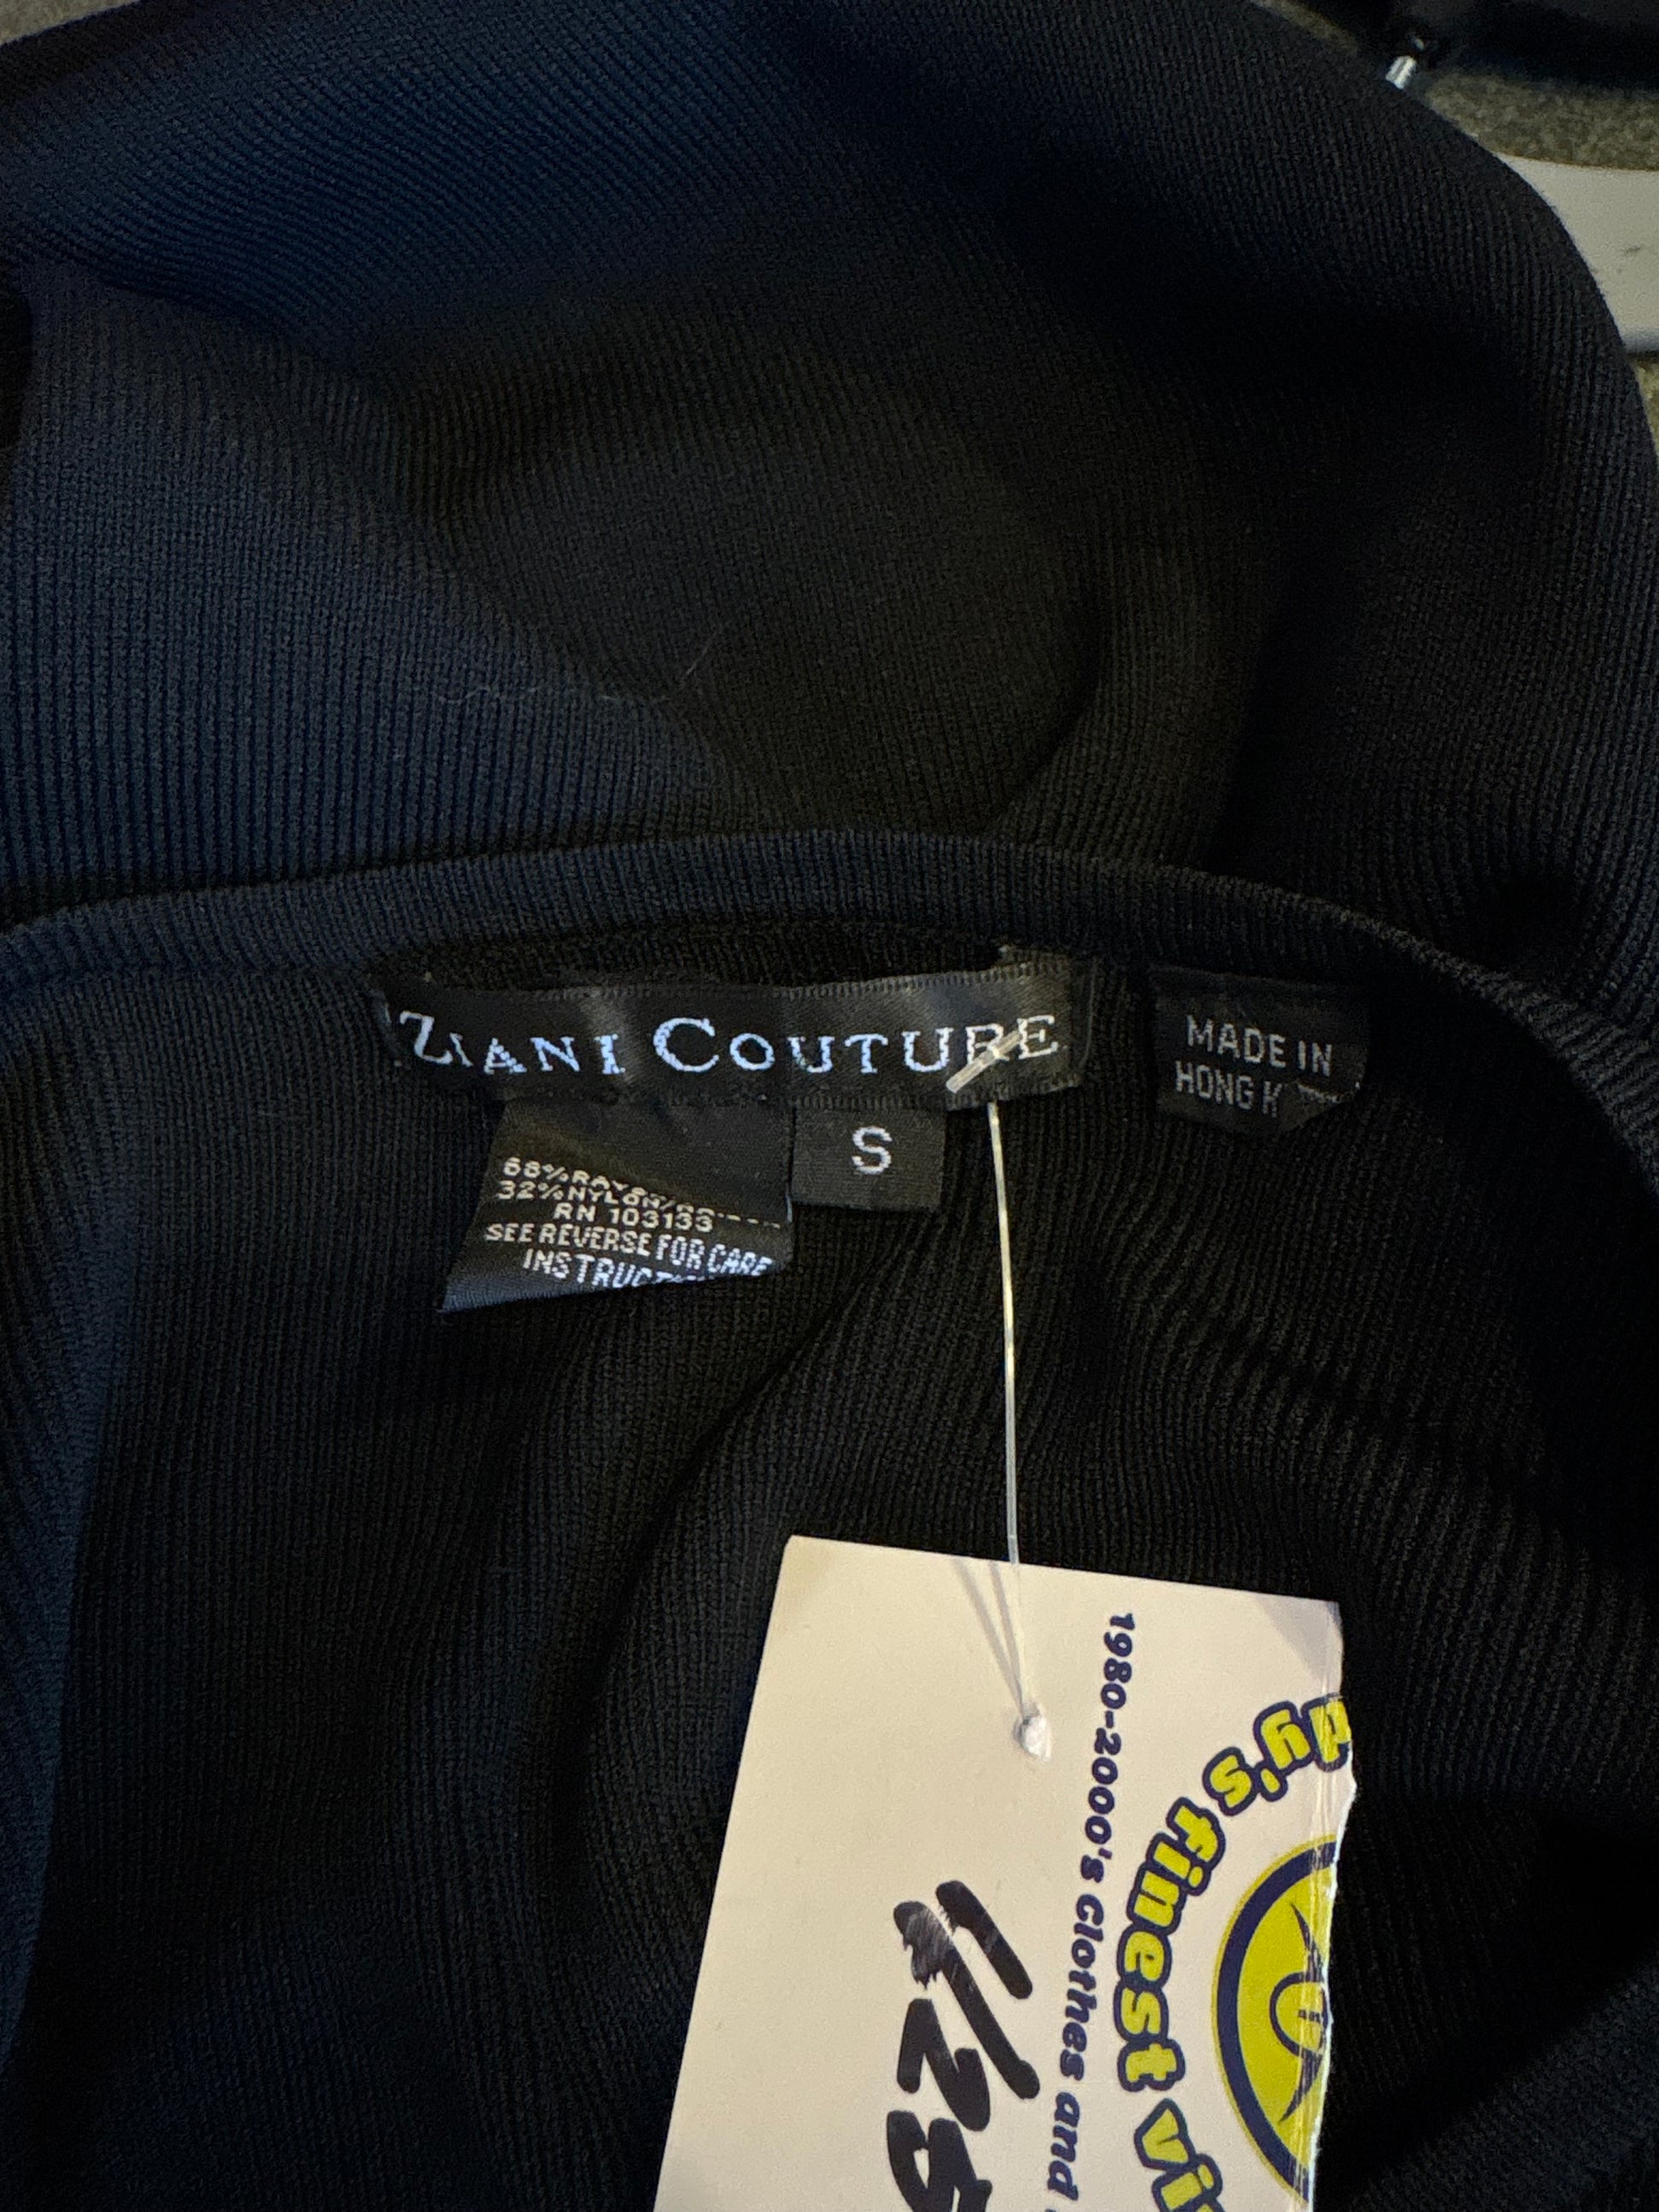 ZIANI COUTURE
MADE IN
HONG K
S
68%
32%NYLON/
RN 103133
SEE REVERSE FOR CARE
1980-2000's clothes and
dy's finest vi